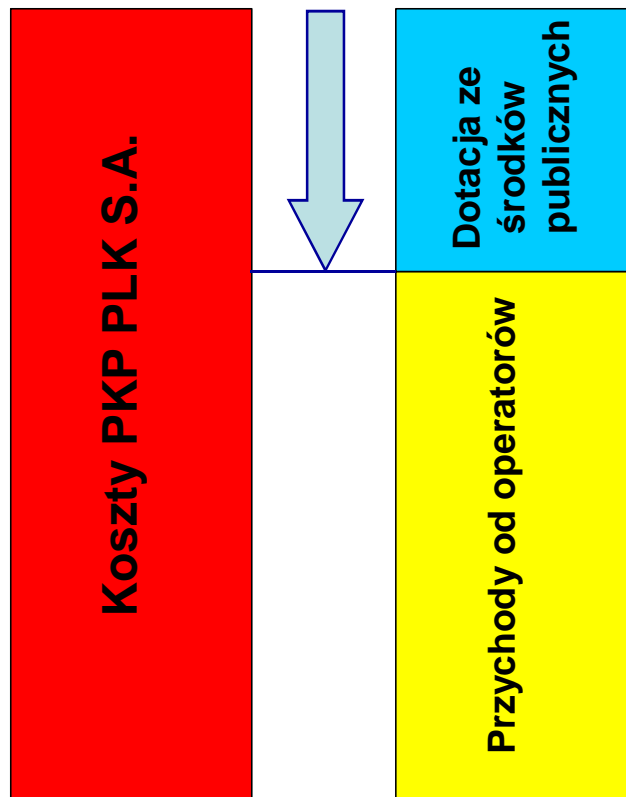 Koszty PKP PLK S.A.
Dotacja ze
środków
publicznych
Przychody od operatorów